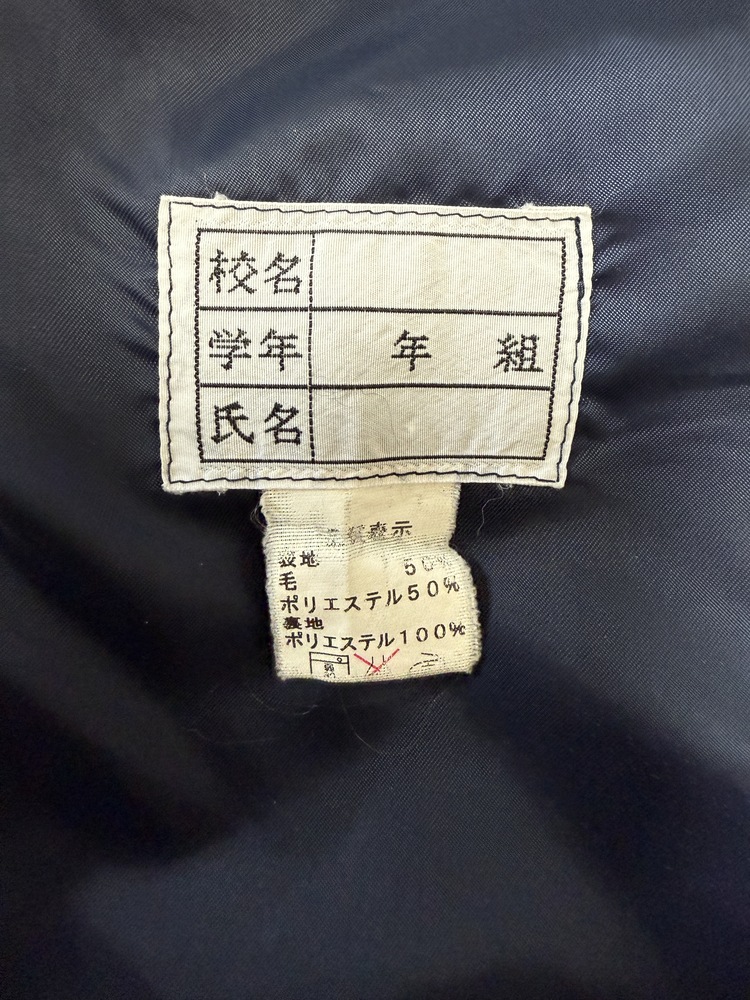 校名
学年 年 組
氏名
表示
表地
毛 50%
ポリエステル50%
裏地
ポリエステル100%